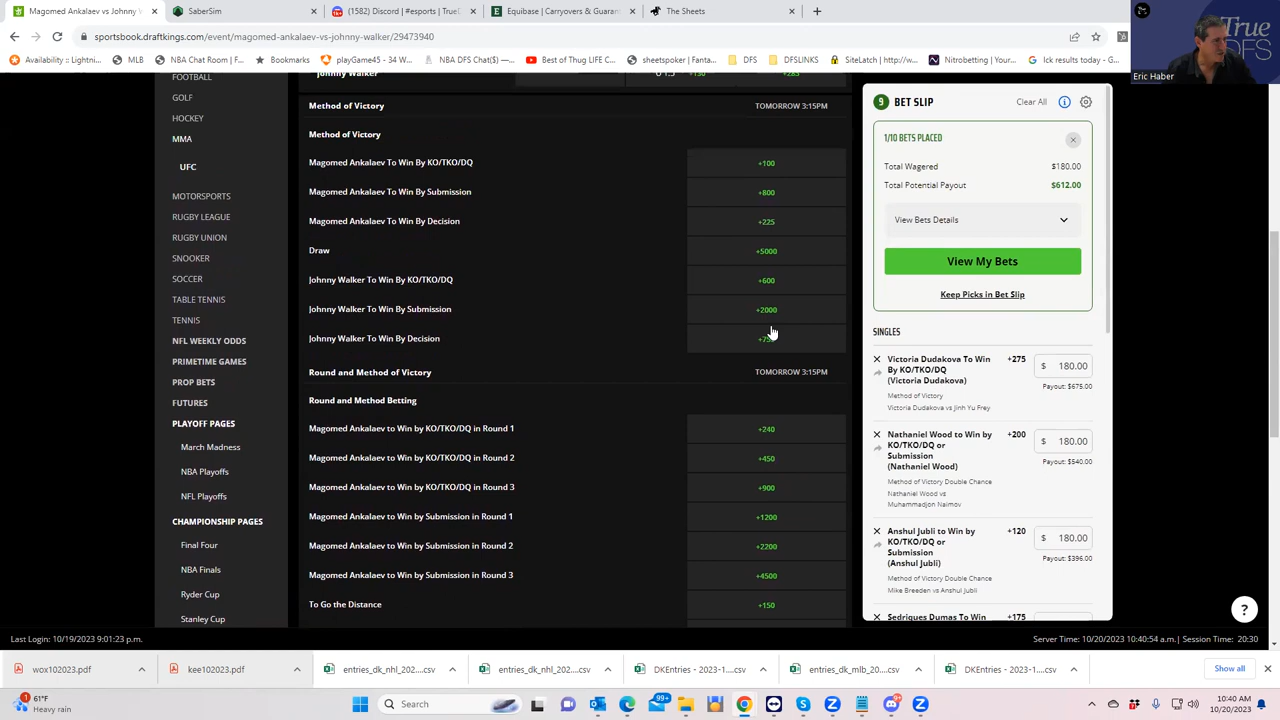 Magomed Ankalaev vs Johnny W
SaberSim
(1582) Discord | #esports | TrueD
Equibase | Carryovers & Guaran
The Sheets
sportsbook.draftkings.com/event/magomed-ankalaev-vs-johnny-walker/29473940
Availability :: Lightni...
MLB
NBA Chat Room | F...
Bookmarks
playGame45 - 34 W...
NBA DFS Chat($) -...
Best of Thug LIFE C...
sheetspoker | Fanta...
DFS
DFSLINKS
SiteLatch | Home
Nitrobetting | You...
lck results today - G...
True
DFS
Eric Haber
FOOTBALL
GOLF
HOCKEY
MMA
UFC
MOTORSPORTS
RUGBY LEAGUE
RUGBY UNION
SNOOKER
SOCCER
TABLE TENNIS
TENNIS
NFL WEEKLY ODDS
PRIMETIME GAMES
PROP BETS
FUTURES
PLAYOFF PAGES
March Madness
NBA Playoffs
NFL Playoffs
CHAMPIONSHIP PAGES
Final Four
NBA Finals
Ryder Cup
Stanley Cup
Johnny Walker
Method of Victory TOMORROW 3:15PM
Method of Victory
Magomed Ankalaev To Win By KO/TKO/DQ +100
Magomed Ankalaev To Win By Submission +800
Magomed Ankalaev To Win By Decision +225
Draw +5000
Johnny Walker To Win By KO/TKO/DQ +600
Johnny Walker To Win By Submission +2000
Johnny Walker To Win By Decision
Round and Method of Victory TOMORROW 3:15PM
Round and Method Betting
Magomed Ankalaev to Win by KO/TKO/DQ in Round 1 +240
Magomed Ankalaev to Win by KO/TKO/DQ in Round 2 +450
Magomed Ankalaev to Win by KO/TKO/DQ in Round 3 +900
Magomed Ankalaev to Win by Submission in Round 1 +1200
Magomed Ankalaev to Win by Submission in Round 2 +2200
Magomed Ankalaev to Win by Submission in Round 3 +4500
To Go the Distance +150
9 BET SLIP Clear All
1/10 BETS PLACED
Total Wagered $180.00
Total Potential Payout $612.00
View Bets Details
View My Bets
Keep Picks in Bet Slip
SINGLES
Victoria Dudakova To Win +275 $ 180.00
By KO/TKO/DQ
(Victoria Dudakova) Payout: $675.00
Method of Victory
Victoria Dudakova vs Jinh Yu Frey
Nathaniel Wood to Win by +200 $ 180.00
KO/TKO/DQ or
Submission Payout: $540.00
(Nathaniel Wood)
Method of Victory Double Chance
Nathaniel Wood vs
Muhammadjon Naimov
Anshul Jubli to Win by +120 $ 180.00
KO/TKO/DQ or
Submission Payout: $396.00
(Anshul Jubli)
Method of Victory Double Chance
Mike Breeden vs Anshul Jubli
Sedriques Dumas To Win +175
?
Last Login: 10/19/2023 9:01:23 p.m.
Server Time: 10/20/2023 10:40:54 a.m.| Session Time: 20:30
wox102023.pdf
kee102023.pdf
entries_dk_nhl_202....csv
entries_dk_nhl_202....csv
DKEntries - 2023-1....csv
entries_dk_mlb_20....csv
DKEntries - 2023-1....csv
Show all
61°F
Heavy rain
Search
99+
10:40 AM
10/20/2023